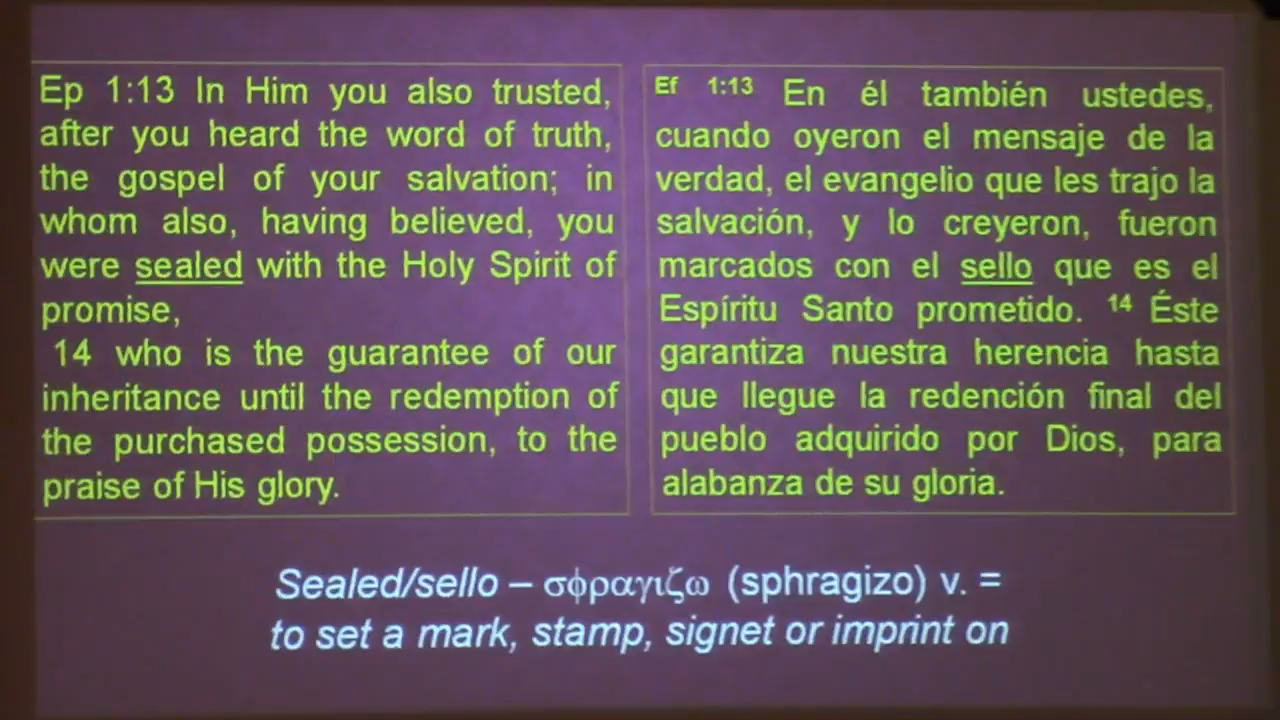 Ep 1:13 In Him you also trusted,
after you heard the word of truth,
the gospel of your salvation; in
whom also, having believed, you
were sealed with the Holy Spirit of
promise,
14 who is the guarantee of our
inheritance until the redemption of
the purchased possession, to the
praise of His glory.
Ef 1:13 En él también ustedes,
cuando oyeron el mensaje de la
verdad, el evangelio que les trajo la
salvación, y lo creyeron, fueron
marcados con el sello que es el
Espíritu Santo prometido. 14 Éste
garantiza nuestra herencia hasta
que llegue la redención final del
pueblo adquirido por Dios, para
alabanza de su gloria.
Sealed/sello – σφραγιζω (sphragizo) v. =
to set a mark, stamp, signet or imprint on